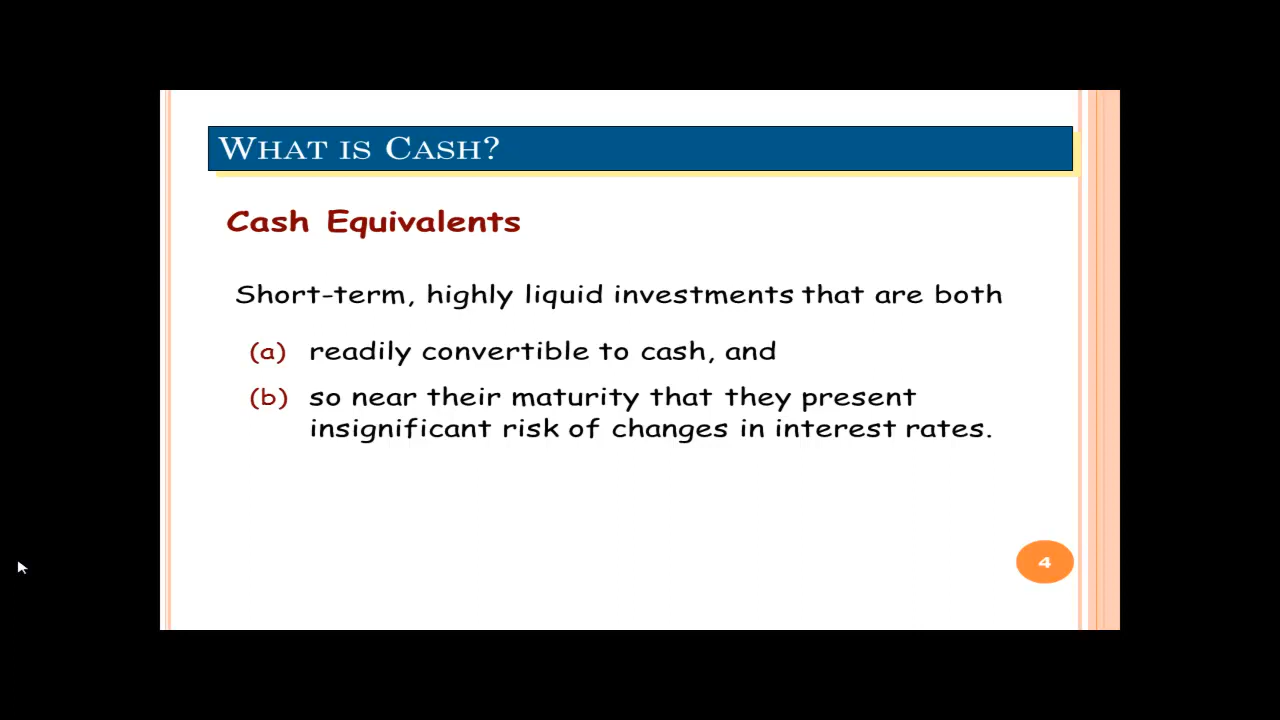 What is Cash?
Cash Equivalents
Short-term, highly liquid investments that are both
(a) readily convertible to cash, and
(b) so near their maturity that they present
insignificant risk of changes in interest rates.
4